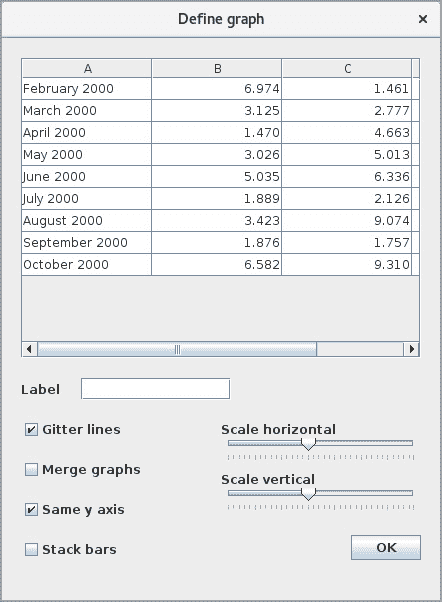 Define graph
A B C
February 2000 6.974 1.461
March 2000 3.125 2.777
April 2000 1.470 4.663
May 2000 3.026 5.013
June 2000 5.035 6.336
July 2000 1.889 2.126
August 2000 3.423 9.074
September 2000 1.876 1.757
October 2000 6.582 9.310
Label
Gitter lines Scale horizontal
Merge graphs
Scale vertical
Same y axis
Stack bars OK